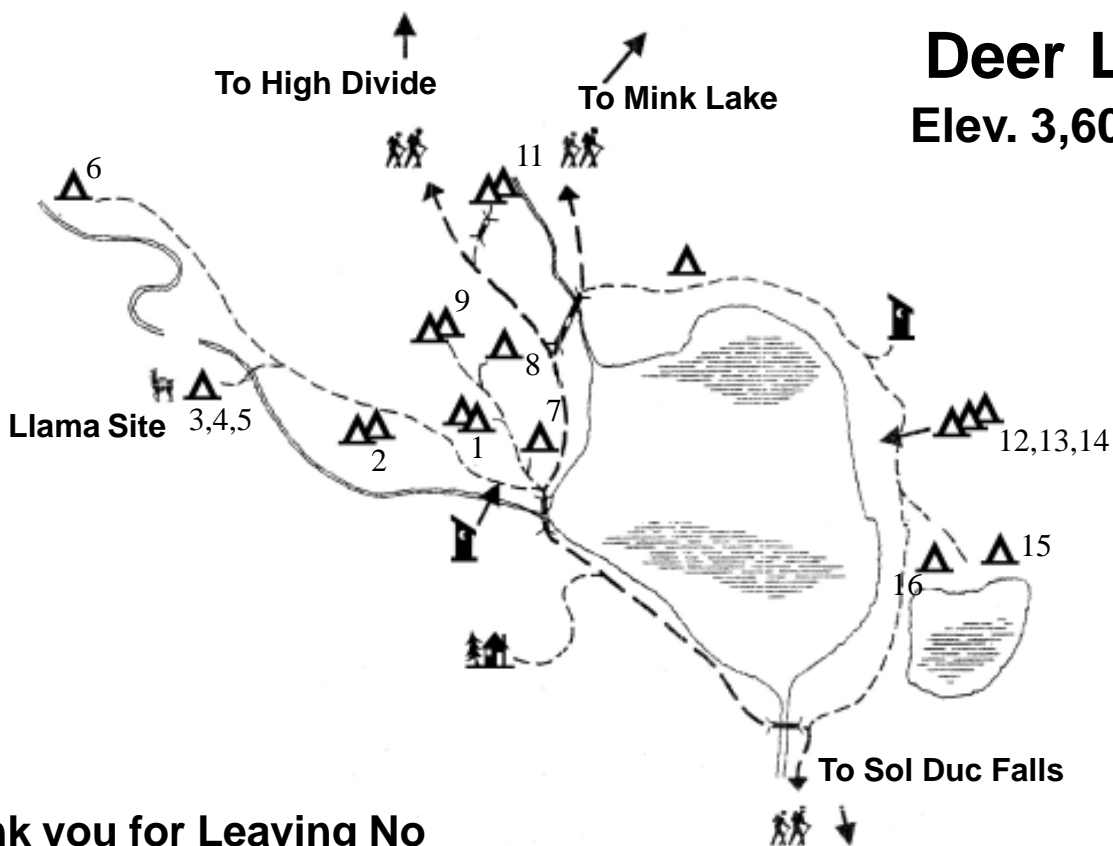 Deer L
Elev. 3,60
To High Divide
To Mink Lake
6
11
9
8
7
Llama Site
3,4,5
2
1
12,13,14
15
16
To Sol Duc Falls
nk you for Leaving No